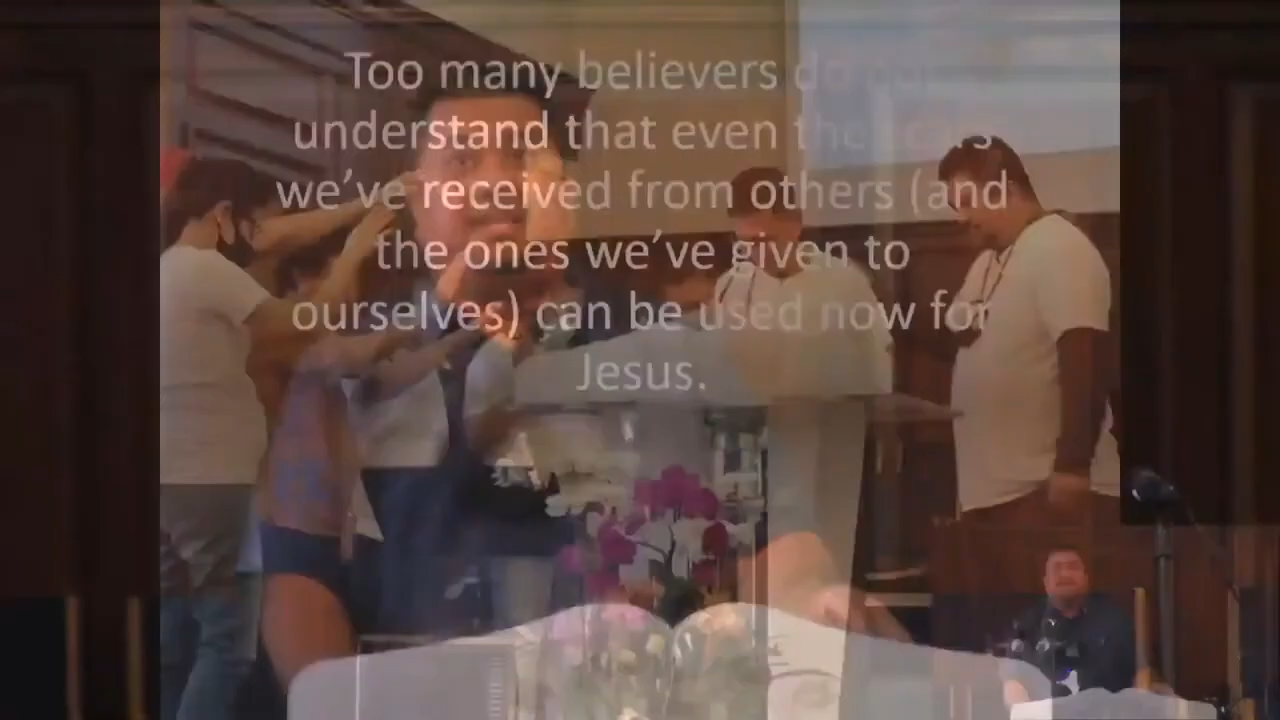 Too many believers do not
understand that even the scars
we've received from others (and
the ones we've given to
ourselves) can be used now for
Jesus.